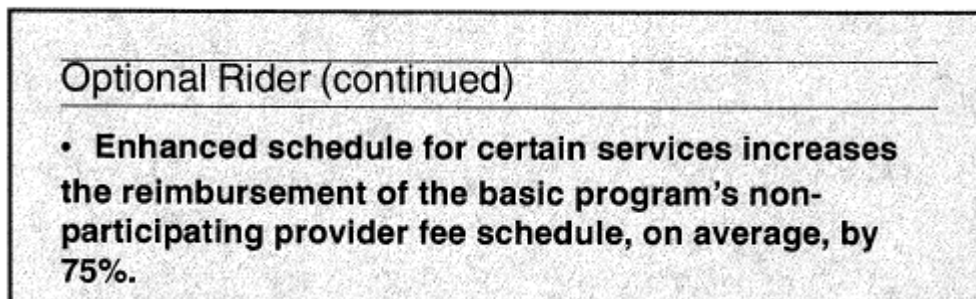 Optional Rider (continued)
• Enhanced schedule for certain services increases
the reimbursement of the basic program's non-
participating provider fee schedule, on average, by
75%.